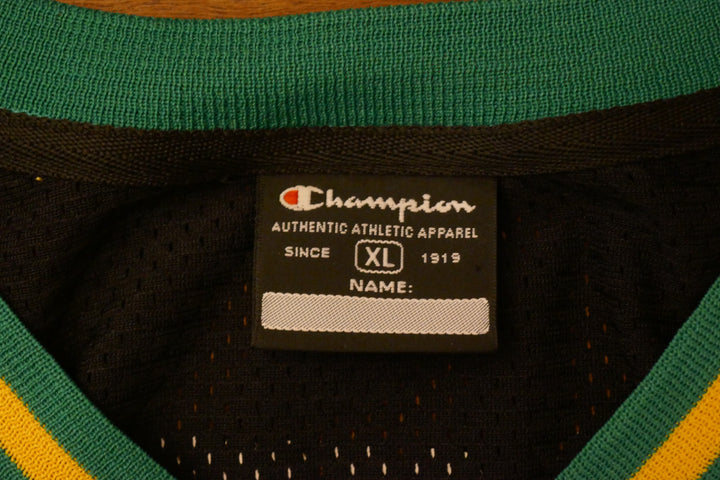 Champion
AUTHENTIC ATHLETIC APPAREL
SINCE XL 1919
NAME: